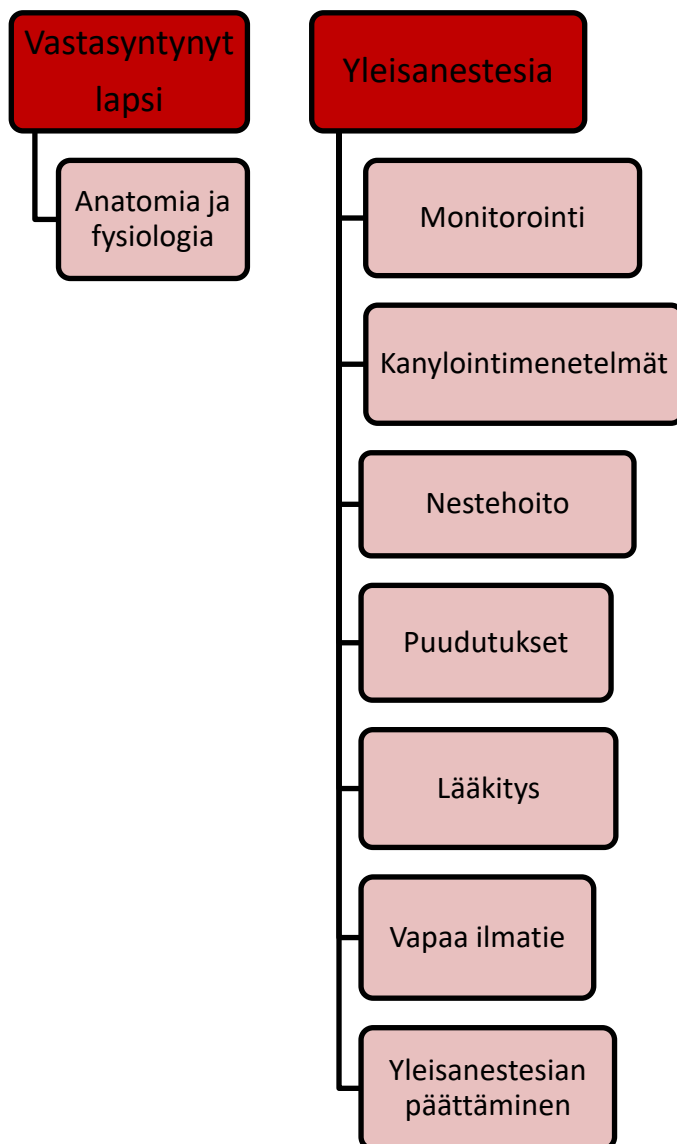 Vastasyntynyt
lapsi
Anatomia ja
fysiologia
Yleisanestesia
Monitorointi
Kanylointimenetelmät
Nestehoito
Puudutukset
Lääkitys
Vapaa ilmatie
Yleisanestesian
päättäminen